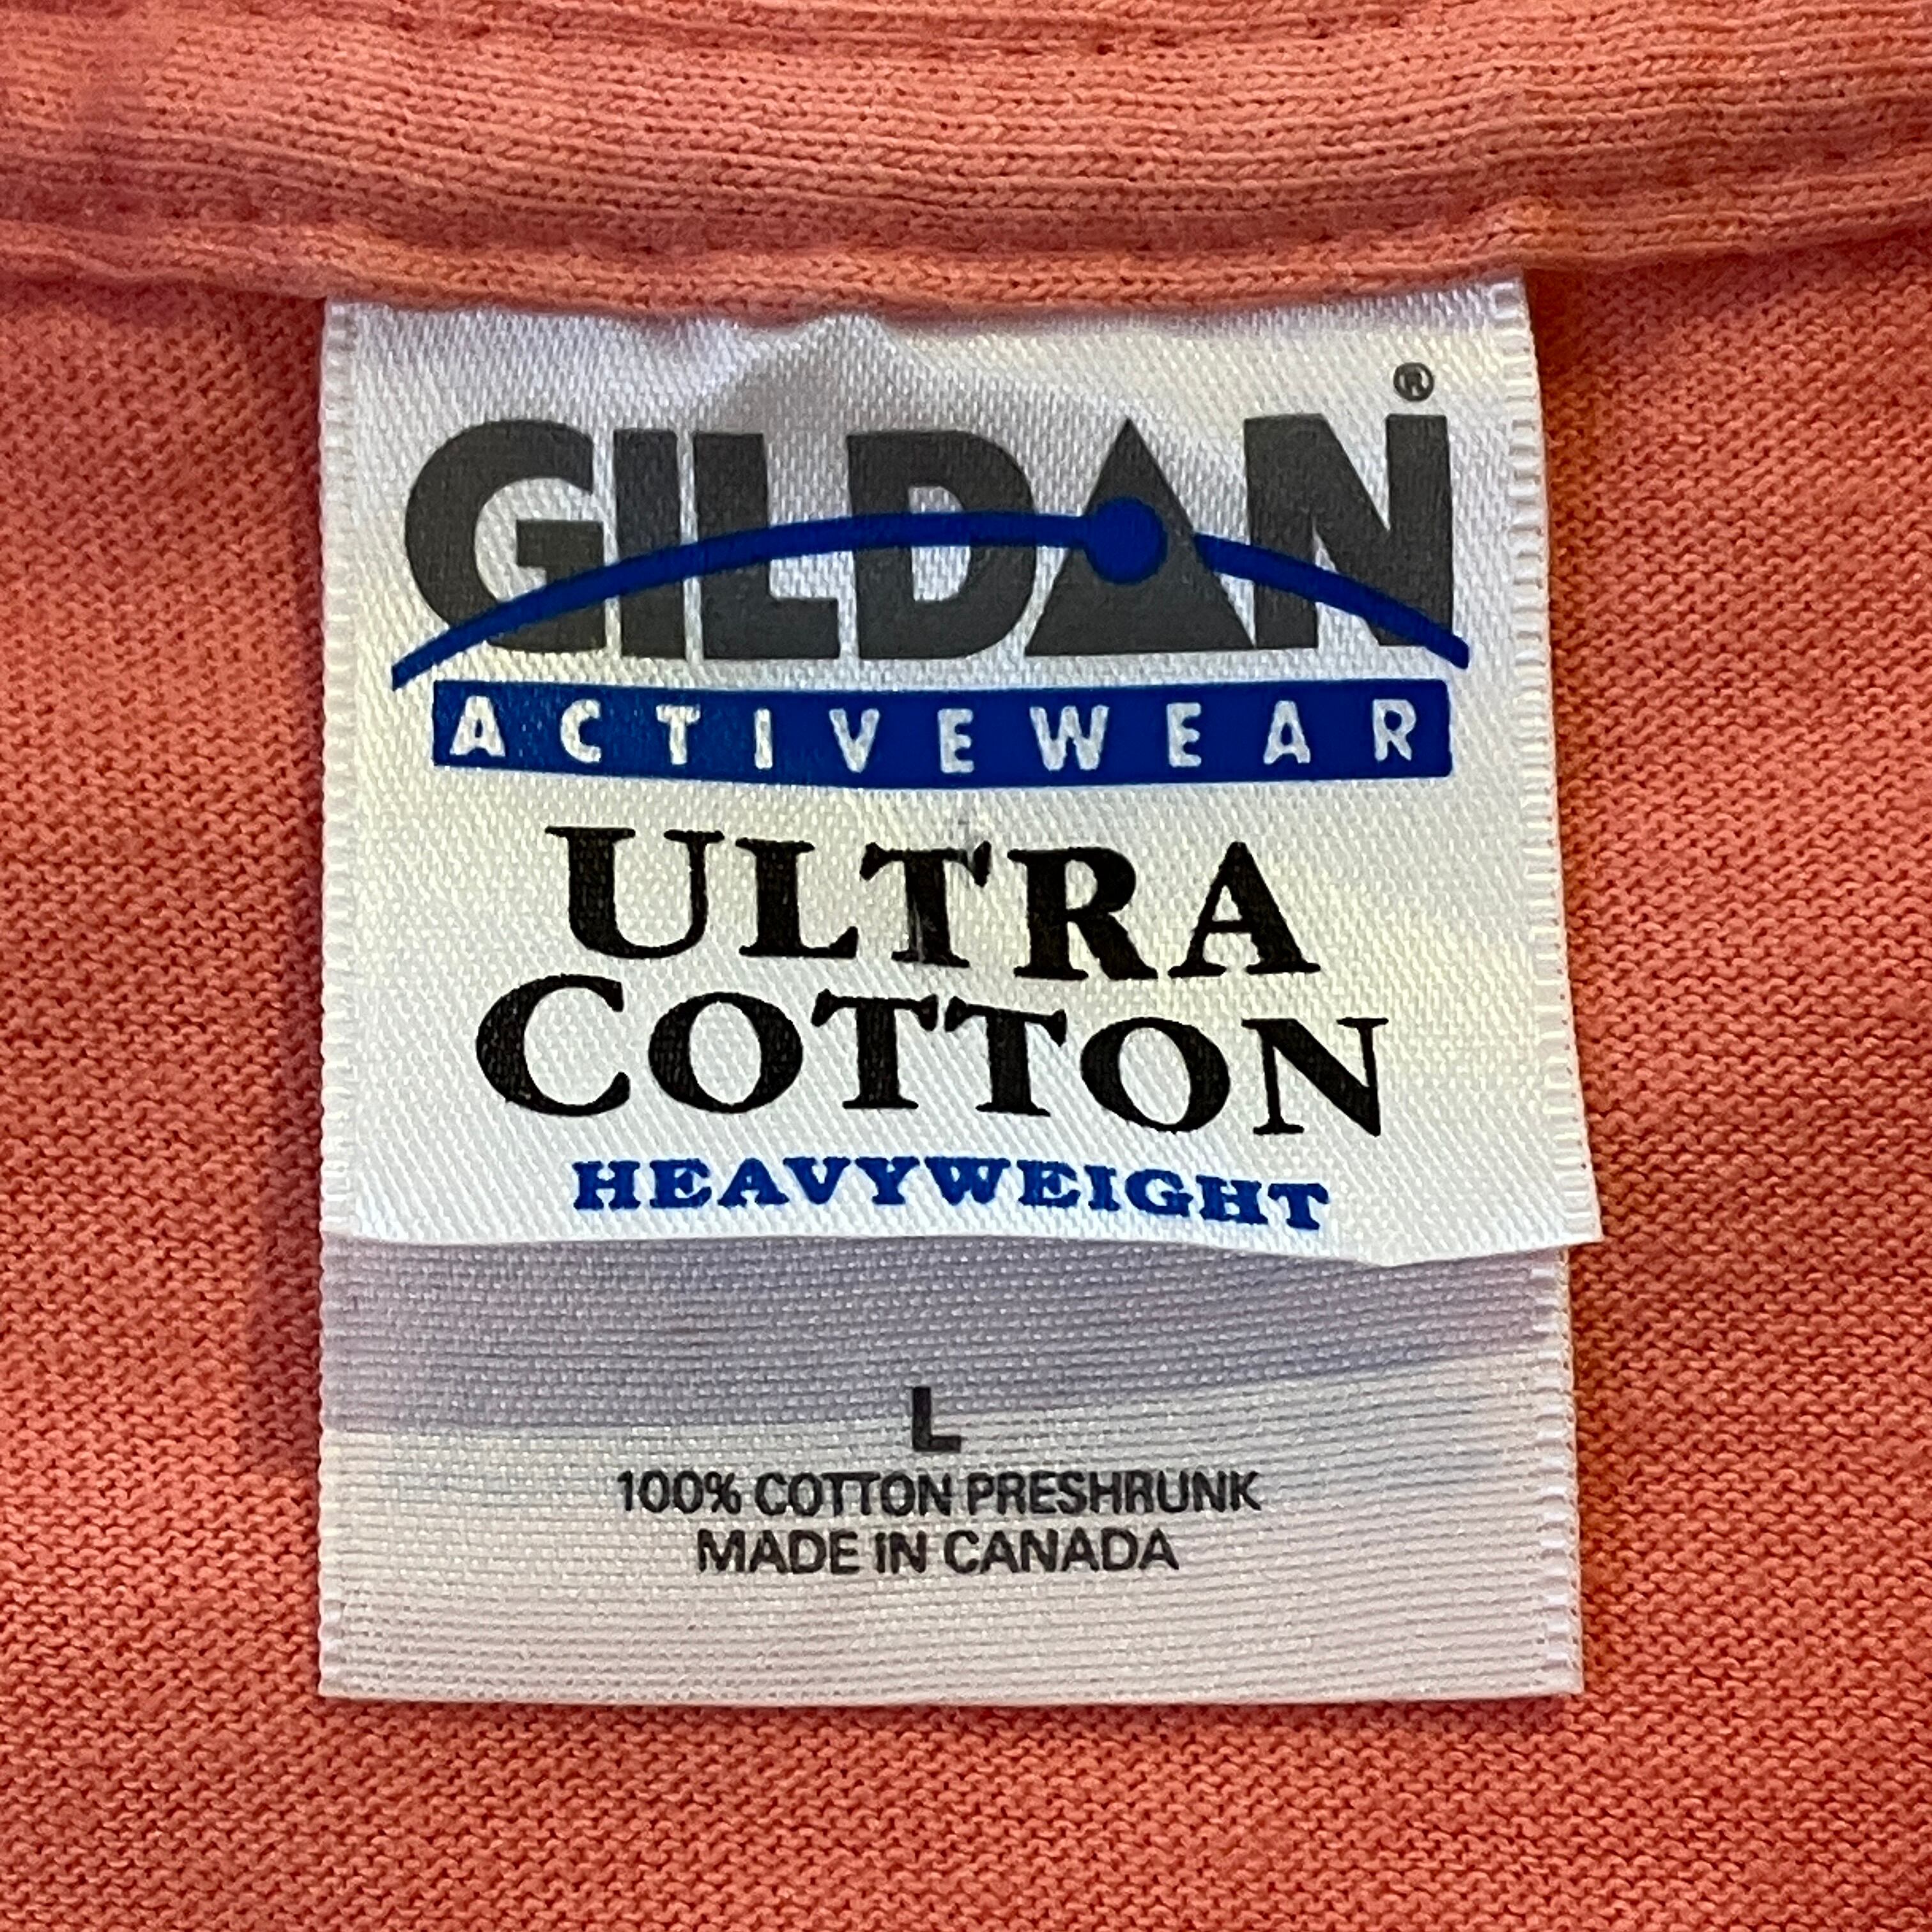 GILDAN®
ACTIVEWEAR
ULTRA
COTTON
HEAVYWEIGHT
L
100% COTTON PRESHRUNK
MADE IN CANADA